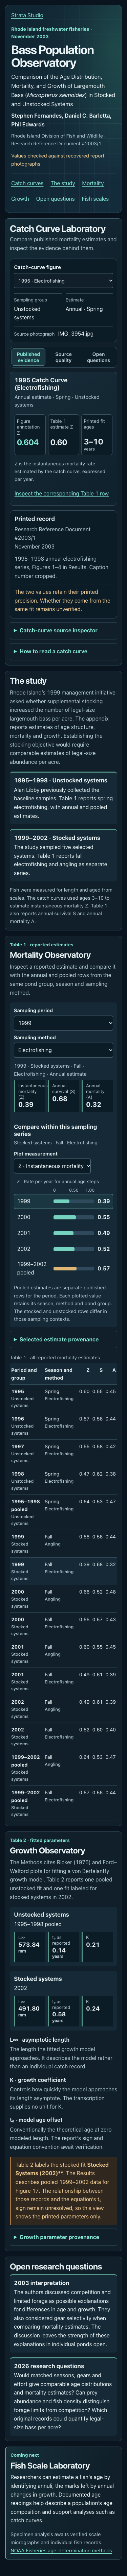 Strata Studio
Rhode Island freshwater fisheries ·
November 2003
Bass Population
Observatory
Comparison of the Age Distribution,
Mortality, and Growth of Largemouth
Bass (Micropterus salmoides) in Stocked
and Unstocked Systems
Stephen Fernandes, Daniel C. Barletta,
Phil Edwards
Rhode Island Division of Fish and Wildlife ·
Research Reference Document #2003/1
Values checked against recovered report
photographs
Catch curves The study Mortality
Growth Open questions Fish scales
Catch Curve Laboratory
Compare published mortality estimates and
inspect the evidence behind them.
Catch-curve figure
1995 · Electrofishing
Sampling group
Unstocked
systems
Estimate
Annual · Spring
Source photograph IMG_3954.jpg
Published
evidence
Source
quality
Open
questions
1995 Catch Curve
(Electrofishing)
Annual estimate · Spring · Unstocked
systems
Figure
annotation
Z
0.604
Table 1
estimate Z
0.60
Printed fit
ages
3–10
years
Z is the instantaneous mortality rate
estimated by the catch curve, expressed
per year.
Inspect the corresponding Table 1 row
Printed record
Research Reference Document
#2003/1
November 2003
1995–1998 annual electrofishing
series, Figures 1–4 in Results. Caption
number cropped.
The two values retain their printed
precision. Whether they come from the
same fit remains unverified.
Catch-curve source inspector
How to read a catch curve
The study
Rhode Island's 1999 management initiative
asked whether supplemental stocking
could increase the number of legal-size
largemouth bass per acre. The appendix
compares evidence of age structure,
mortality and growth. Establishing the
stocking objective would require
comparable estimates of legal-size
abundance per acre.
1995–1998 · Unstocked systems
Alan Libbey previously collected the
baseline samples. Table 1 reports spring
electrofishing, with annual and pooled
estimates.
1999–2002 · Stocked systems
The study sampled five selected
systems. Table 1 reports fall
electrofishing and angling as separate
series.
Fish were measured for length and aged from
scales. The catch curves used ages 3–10 to
estimate instantaneous mortality Z. Table 1
also reports annual survival S and annual
mortality A.
Table 1 · reported estimates
Mortality Observatory
Inspect a reported estimate and compare it
with the annual and pooled rows from the
same pond group, season and sampling
method.
Sampling period
1999
Sampling method
Electrofishing
1999 · Stocked Systems · Fall ·
Electrofishing · Annual estimate
Instantaneous
mortality
(Z)
0.39
Annual
survival (S)
0.68
Annual
mortality
(A)
0.32
Compare within this sampling
series
Stocked systems · Fall · Electrofishing
Plot measurement
Z · Instantaneous mortality
Z · Rate per year for annual age steps
0 0.50 1.00
1999 0.39
2000 0.55
2001 0.49
2002 0.52
1999–2002
pooled 0.57
Pooled estimates are separate published
rows for the period. Each plotted value
retains its season, method and pond group.
The stocked and unstocked rows differ in
those sampling contexts.
Selected estimate provenance
Table 1 · all reported mortality estimates
Period and
group Season and
method Z S A
1995
Unstocked
systems Spring
Electrofishing 0.60 0.55 0.45
1996
Unstocked
systems Spring
Electrofishing 0.57 0.56 0.44
1997
Unstocked
systems Spring
Electrofishing 0.55 0.58 0.42
1998
Unstocked
systems Spring
Electrofishing 0.47 0.62 0.38
1995–1998
pooled
Unstocked
systems Spring
Electrofishing 0.64 0.53 0.47
1999
Stocked
systems Fall
Angling 0.58 0.56 0.44
1999
Stocked
systems Fall
Electrofishing 0.39 0.68 0.32
2000
Stocked
systems Fall
Angling 0.66 0.52 0.48
2000
Stocked
systems Fall
Electrofishing 0.55 0.57 0.43
2001
Stocked
systems Fall
Angling 0.60 0.55 0.45
2001
Stocked
systems Fall
Electrofishing 0.49 0.61 0.39
2002
Stocked
systems Fall
Angling 0.49 0.61 0.39
2002
Stocked
systems Fall
Electrofishing 0.52 0.60 0.40
1999–2002
pooled
Stocked
systems Fall
Angling 0.64 0.53 0.47
1999–2002
pooled
Stocked
systems Fall
Electrofishing 0.57 0.56 0.44
Table 2 · fitted parameters
Growth Observatory
The Methods cites Ricker (1975) and Ford–
Walford plots for fitting a von Bertalanffy
growth model. Table 2 reports one pooled
unstocked fit and one fit labeled for
stocked systems in 2002.
Unstocked systems
1995–1998 pooled
L∞
573.84
mm
t₀ as
reported
0.14
years
K
0.21
Stocked systems
2002
L∞
491.80
mm
t₀ as
reported
0.58
years
K
0.24
L∞ · asymptotic length
The length the fitted growth model
approaches. It describes the model rather
than an individual catch record.
K · growth coefficient
Controls how quickly the model approaches
its asymptotic length. The transcription
supplies no unit for K.
t₀ · model age offset
Conventionally the theoretical age at zero
model length. The report's sign and
equation convention await verification.
Table 2 labels the stocked fit Stocked
Systems (2002)**. The Results
describes pooled 1999–2002 data for
Figure 17. The relationship between
those records and the equation's t₀
sign remain unresolved, so this view
shows the printed parameters only.
Growth parameter provenance
Open research questions
2003 interpretation
The authors discussed competition and
limited forage as possible explanations
for differences in age and growth. They
also considered gear selectivity when
comparing mortality estimates. The
discussion leaves the strength of these
explanations in individual ponds open.
2026 research questions
Would matched seasons, gears and
effort give comparable age distributions
and mortality estimates? Can prey
abundance and fish density distinguish
forage limits from competition? Which
original records could quantify legal-
size bass per acre?
Coming next
Fish Scale Laboratory
Researchers can estimate a fish's age by
identifying annuli, the marks left by annual
changes in growth. Documented age
readings help describe a population's age
composition and support analyses such as
catch curves.
Specimen analysis awaits verified scale
micrographs and individual fish records.
NOAA Fisheries age-determination methods